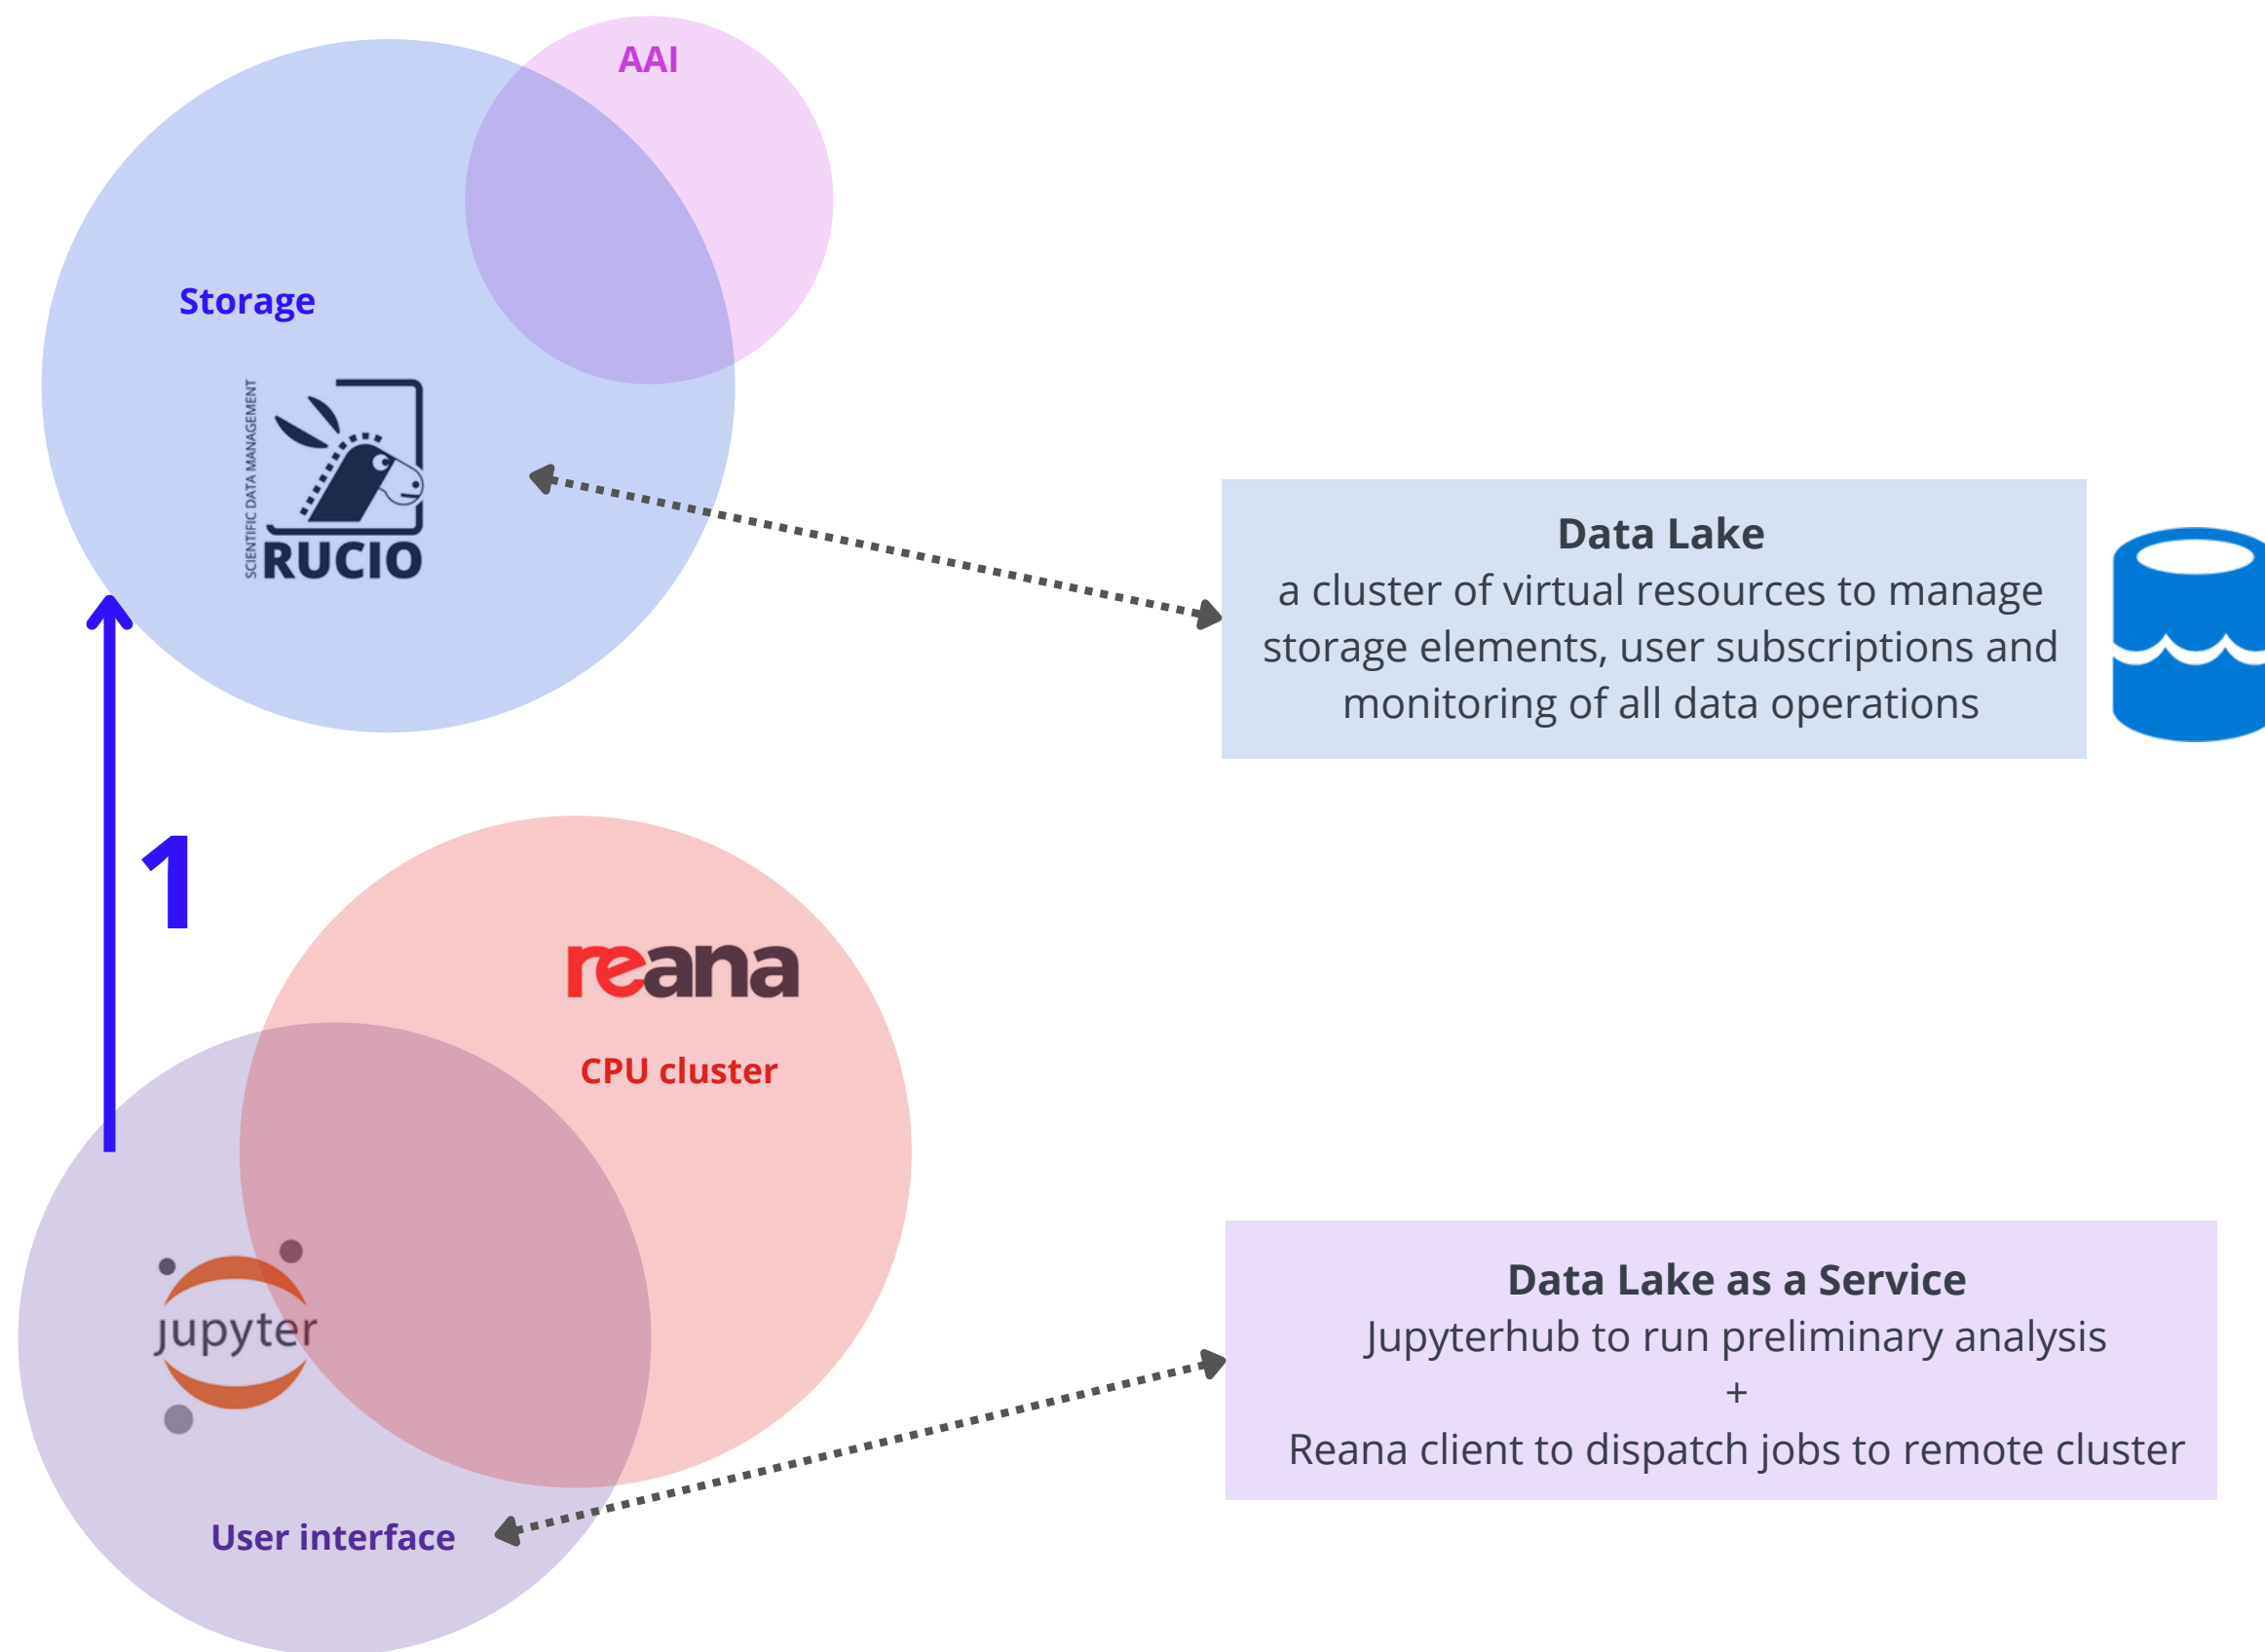 AAI
Storage
SCIENTIFIC DATA MANAGEMENT
RUCIO
Data Lake
a cluster of virtual resources to manage
storage elements, user subscriptions and
monitoring of all data operations
1
reana
CPU cluster
jupyter
User interface
Data Lake as a Service
Jupyterhub to run preliminary analysis
+
Reana client to dispatch jobs to remote cluster